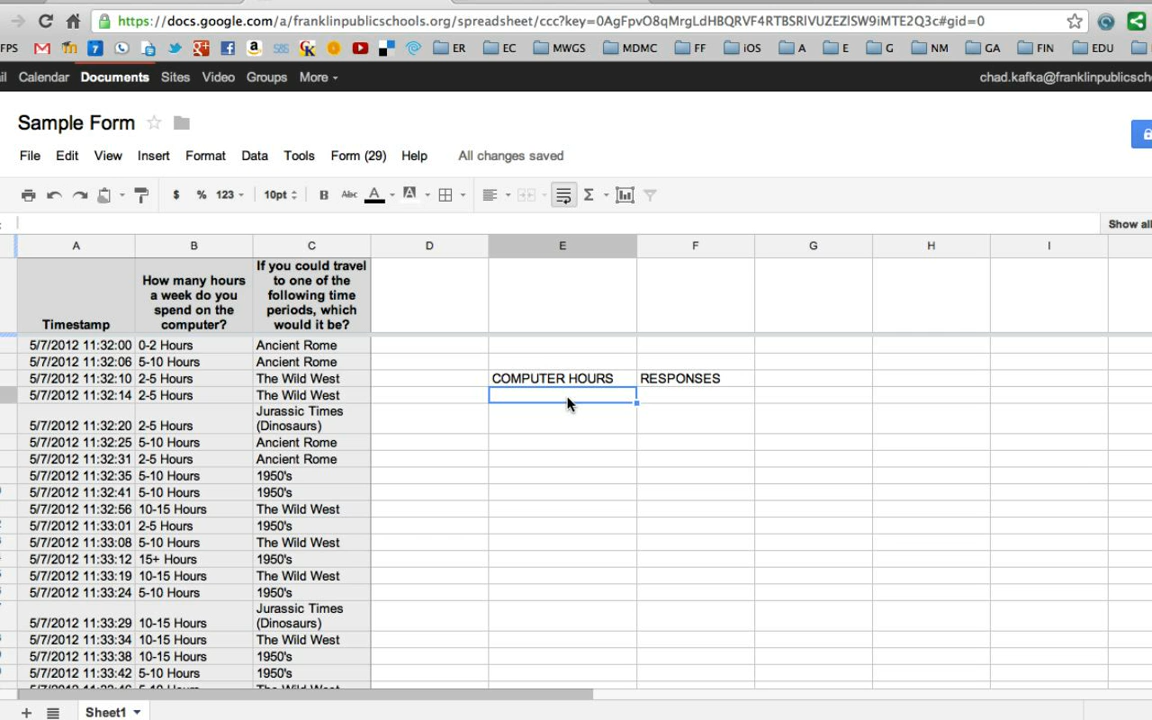 https://docs.google.com/a/franklinpublicschools.org/spreadsheet/ccc?key=0AgFpvO8qMrgLdHBQRVF4RTBSRlVUZEZlSW9iMTE2Q3c#gid=0
FPS ER EC MWGS MDMC FF iOS A E G NM GA FIN EDU
il Calendar Documents Sites Video Groups More chad.kafka@franklinpublicsch
Sample Form
File Edit View Insert Format Data Tools Form (29) Help All changes saved
$ % 123 10pt B Abc A A Σ
Show all
A B C D E F G H I
Timestamp
How many hours
a week do you
spend on the
computer?
If you could travel
to one of the
following time
periods, which
would it be?
5/7/2012 11:32:00 0-2 Hours Ancient Rome
5/7/2012 11:32:06 5-10 Hours Ancient Rome
5/7/2012 11:32:10 2-5 Hours The Wild West COMPUTER HOURS RESPONSES
5/7/2012 11:32:14 2-5 Hours The Wild West
Jurassic Times
5/7/2012 11:32:20 2-5 Hours (Dinosaurs)
5/7/2012 11:32:25 5-10 Hours Ancient Rome
5/7/2012 11:32:31 2-5 Hours Ancient Rome
5/7/2012 11:32:35 5-10 Hours 1950's
5/7/2012 11:32:41 5-10 Hours 1950's
5/7/2012 11:32:56 10-15 Hours The Wild West
5/7/2012 11:33:01 2-5 Hours 1950's
5/7/2012 11:33:08 5-10 Hours The Wild West
5/7/2012 11:33:12 15+ Hours 1950's
5/7/2012 11:33:19 10-15 Hours The Wild West
5/7/2012 11:33:24 5-10 Hours 1950's
Jurassic Times
5/7/2012 11:33:29 10-15 Hours (Dinosaurs)
5/7/2012 11:33:34 10-15 Hours The Wild West
5/7/2012 11:33:38 10-15 Hours 1950's
5/7/2012 11:33:42 5-10 Hours 1950's
Sheet1